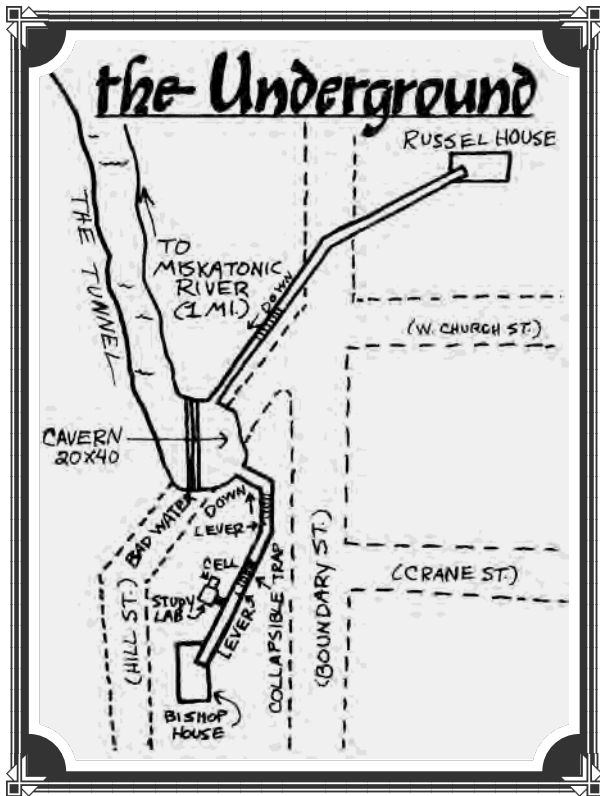 the Underground
RUSSEL HOUSE
THE TUNNEL
TO
MISKATONIC
RIVER
(1 MI.)
DOWN
(W. CHURCH ST.)
CAVERN
20X40
BAD WATER
DOWN
LEVER
CELL
STUDY
LAB
LEVER
COLLAPSIBLE TRAP
(HILL ST.)
(BOUNDARY ST.)
(CRANE ST.)
BISHOP
HOUSE